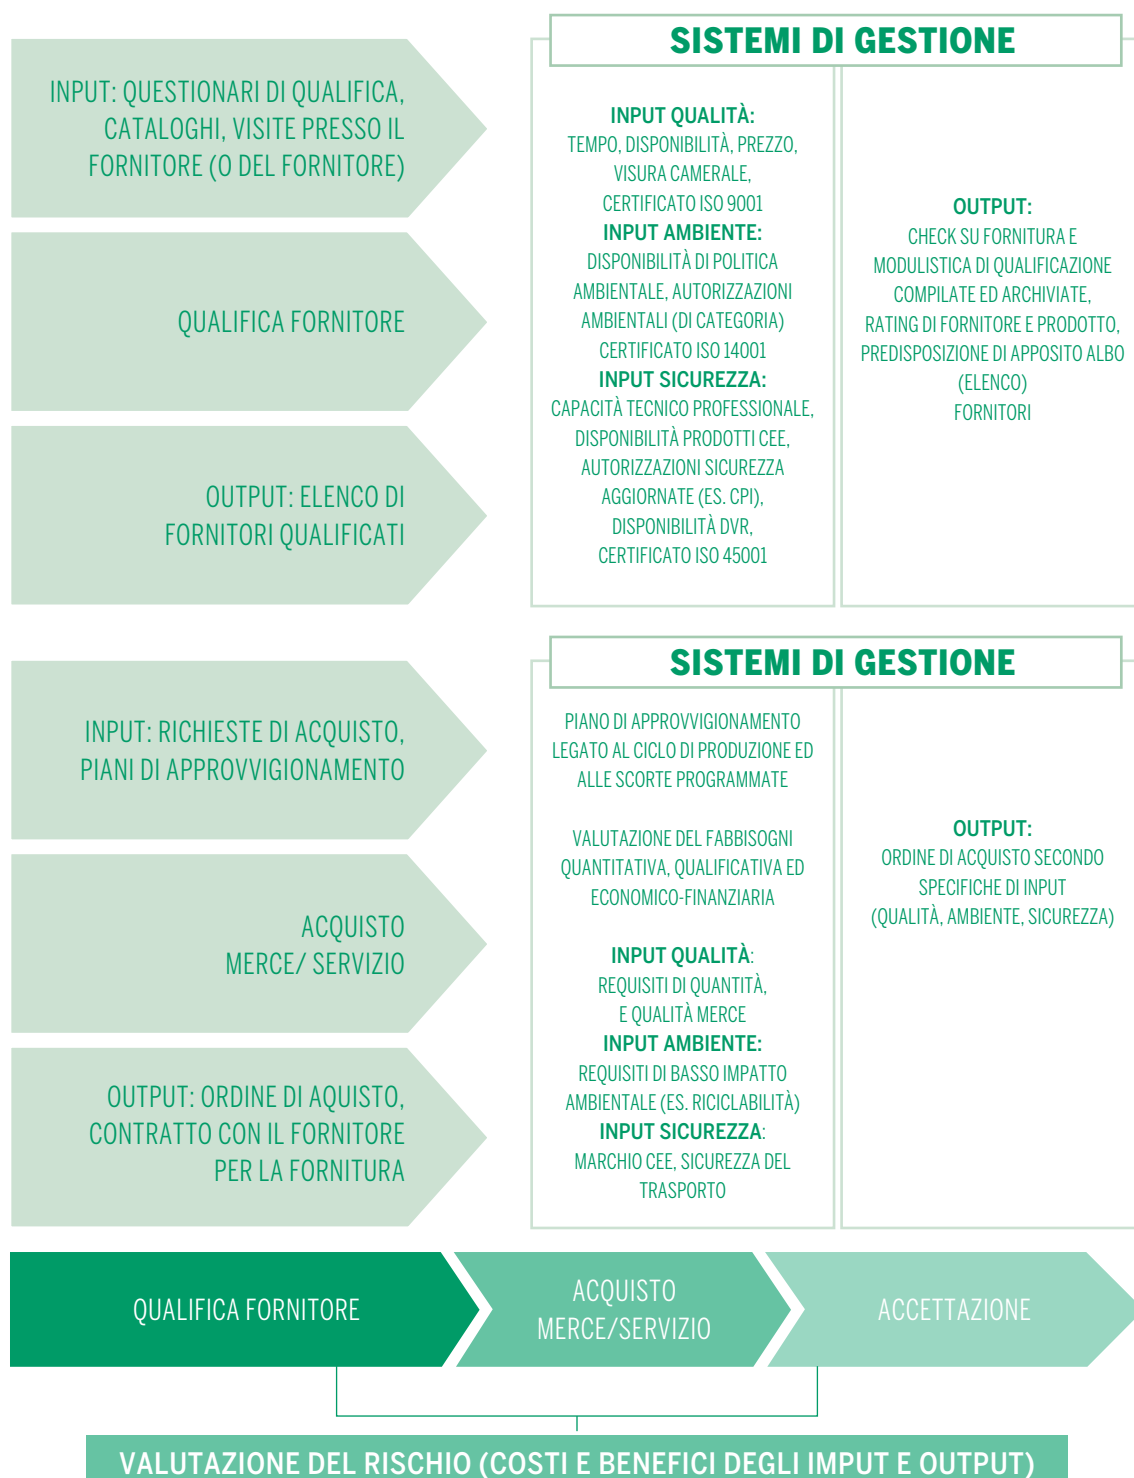 INPUT: QUESTIONARI DI QUALIFICA,
CATALOGHI, VISITE PRESSO IL
FORNITORE (O DEL FORNITORE)
QUALIFICA FORNITORE
OUTPUT: ELENCO DI
FORNITORI QUALIFICATI
SISTEMI DI GESTIONE
INPUT QUALITÀ:
TEMPO, DISPONIBILITÀ, PREZZO,
VISURA CAMERALE,
CERTIFICATO ISO 9001
INPUT AMBIENTE:
DISPONIBILITÀ DI POLITICA
AMBIENTALE, AUTORIZZAZIONI
AMBIENTALI (DI CATEGORIA)
CERTIFICATO ISO 14001
INPUT SICUREZZA:
CAPACITÀ TECNICO PROFESSIONALE,
DISPONIBILITÀ PRODOTTI CEE,
AUTORIZZAZIONI SICUREZZA
AGGIORNATE (ES. CPI),
DISPONIBILITÀ DVR,
CERTIFICATO ISO 45001
OUTPUT:
CHECK SU FORNITURA E
MODULISTICA DI QUALIFICAZIONE
COMPILATE ED ARCHIVIATE,
RATING DI FORNITORE E PRODOTTO,
PREDISPOSIZIONE DI APPOSITO ALBO
(ELENCO)
FORNITORI
INPUT: RICHIESTE DI ACQUISTO,
PIANI DI APPROVVIGIONAMENTO
ACQUISTO
MERCE/ SERVIZIO
OUTPUT: ORDINE DI AQUISTO,
CONTRATTO CON IL FORNITORE
PER LA FORNITURA
SISTEMI DI GESTIONE
PIANO DI APPROVVIGIONAMENTO
LEGATO AL CICLO DI PRODUZIONE ED
ALLE SCORTE PROGRAMMATE
VALUTAZIONE DEL FABBISOGNI
QUANTITATIVA, QUALIFICATIVA ED
ECONOMICO-FINANZIARIA
INPUT QUALITÀ:
REQUISITI DI QUANTITÀ,
E QUALITÀ MERCE
INPUT AMBIENTE:
REQUISITI DI BASSO IMPATTO
AMBIENTALE (ES. RICICLABILITÀ)
INPUT SICUREZZA:
MARCHIO CEE, SICUREZZA DEL
TRASPORTO
OUTPUT:
ORDINE DI ACQUISTO SECONDO
SPECIFICHE DI INPUT
(QUALITÀ, AMBIENTE, SICUREZZA)
QUALIFICA FORNITORE
ACQUISTO
MERCE/SERVIZIO
ACCETTAZIONE
VALUTAZIONE DEL RISCHIO (COSTI E BENEFICI DEGLI IMPUT E OUTPUT)